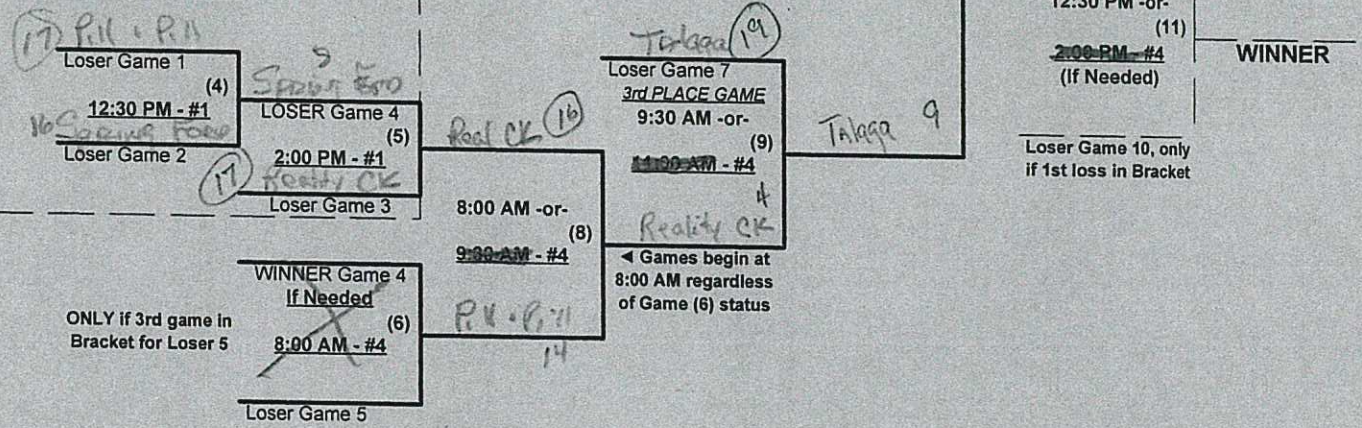 (17) Pill & Pill
Loser Game 1
(4)
12:30 PM - #1
16 Spring Ford
Loser Game 2
8
Spring Ford
LOSER Game 4
(5)
2:00 PM - #1
(17) Reality CK
Loser Game 3
Real CK (16)
8:00 AM -or-
(8)
9:30 AM - #4
Pill & Pill
14
WINNER Game 4
If Needed
(6)
8:00 AM - #4
Loser Game 5
ONLY if 3rd game in
Bracket for Loser 5
Talaga (19)
Loser Game 7
3rd PLACE GAME
9:30 AM -or-
(9)
11:00 AM - #4
4
Reality CK
◄ Games begin at
8:00 AM regardless
of Game (6) status
Talaga 9
12:30 PM -or-
(11)
2:00 PM - #4
(If Needed)
Loser Game 10, only
if 1st loss in Bracket
WINNER